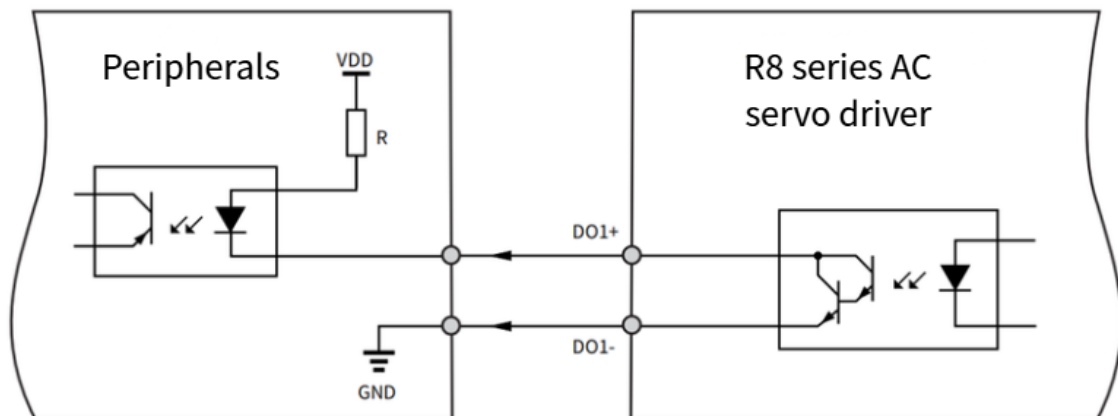 Peripherals
VDD
R
R8 series AC
servo driver
DO1+
DO1-
GND